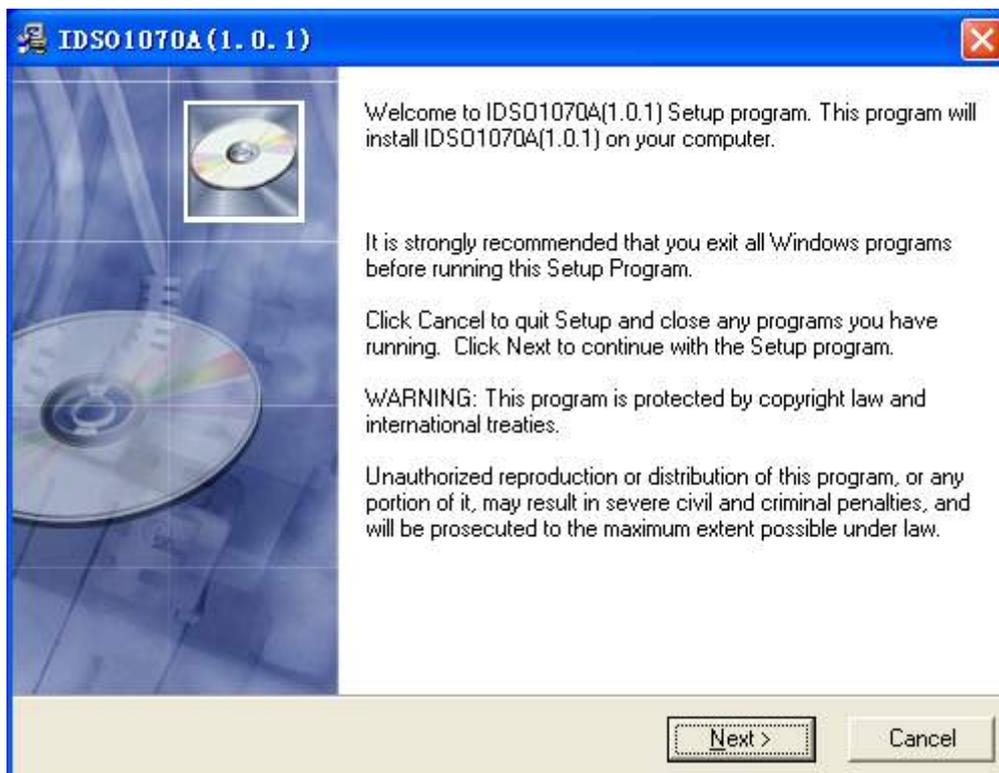 IDSO1070A(1.0.1)
Welcome to IDSO1070A(1.0.1) Setup program. This program will
install IDSO1070A(1.0.1) on your computer.
It is strongly recommended that you exit all Windows programs
before running this Setup Program.
Click Cancel to quit Setup and close any programs you have
running.  Click Next to continue with the Setup program.
WARNING: This program is protected by copyright law and
international treaties.
Unauthorized reproduction or distribution of this program, or any
portion of it, may result in severe civil and criminal penalties, and
will be prosecuted to the maximum extent possible under law.
Next >
Cancel